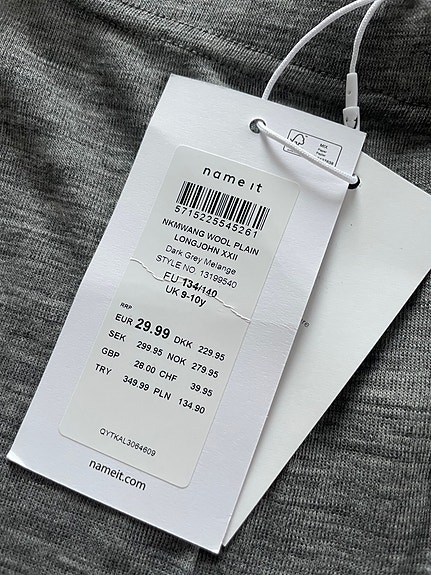 MIX
name it
5715225545261
NKMWANG WOOL PLAIN
LONGJOHN XXII
Dark Grey Melange
STYLE NO 13199540
EU 134/140
UK 9-10y
RRP
EUR 29.99 DKK 229.95
SEK 299.95 NOK 279.95
GBP 28.00 CHF 39.95
TRY 349.99 PLN 134.90
QYTKAL3064609
nameit.com
®